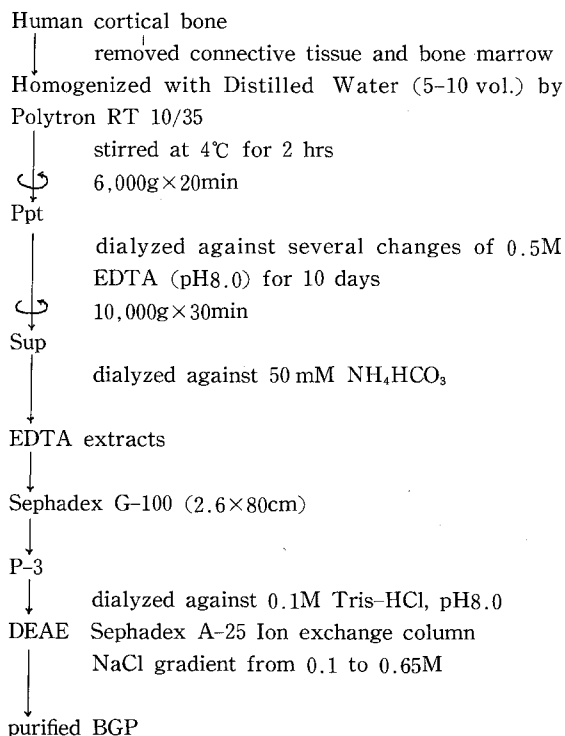 Human cortical bone
removed connective tissue and bone marrow
Homogenized with Distilled Water (5-10 vol.) by
Polytron RT 10/35
stirred at 4℃ for 2 hrs
6,000g×20min
Ppt
dialyzed against several changes of 0.5M
EDTA (pH8.0) for 10 days
10,000g×30min
Sup
dialyzed against 50 mM NH₄HCO₃
EDTA extracts
Sephadex G-100 (2.6×80cm)
P-3
dialyzed against 0.1M Tris-HCl, pH8.0
DEAE Sephadex A-25 Ion exchange column
NaCl gradient from 0.1 to 0.65M
purified BGP